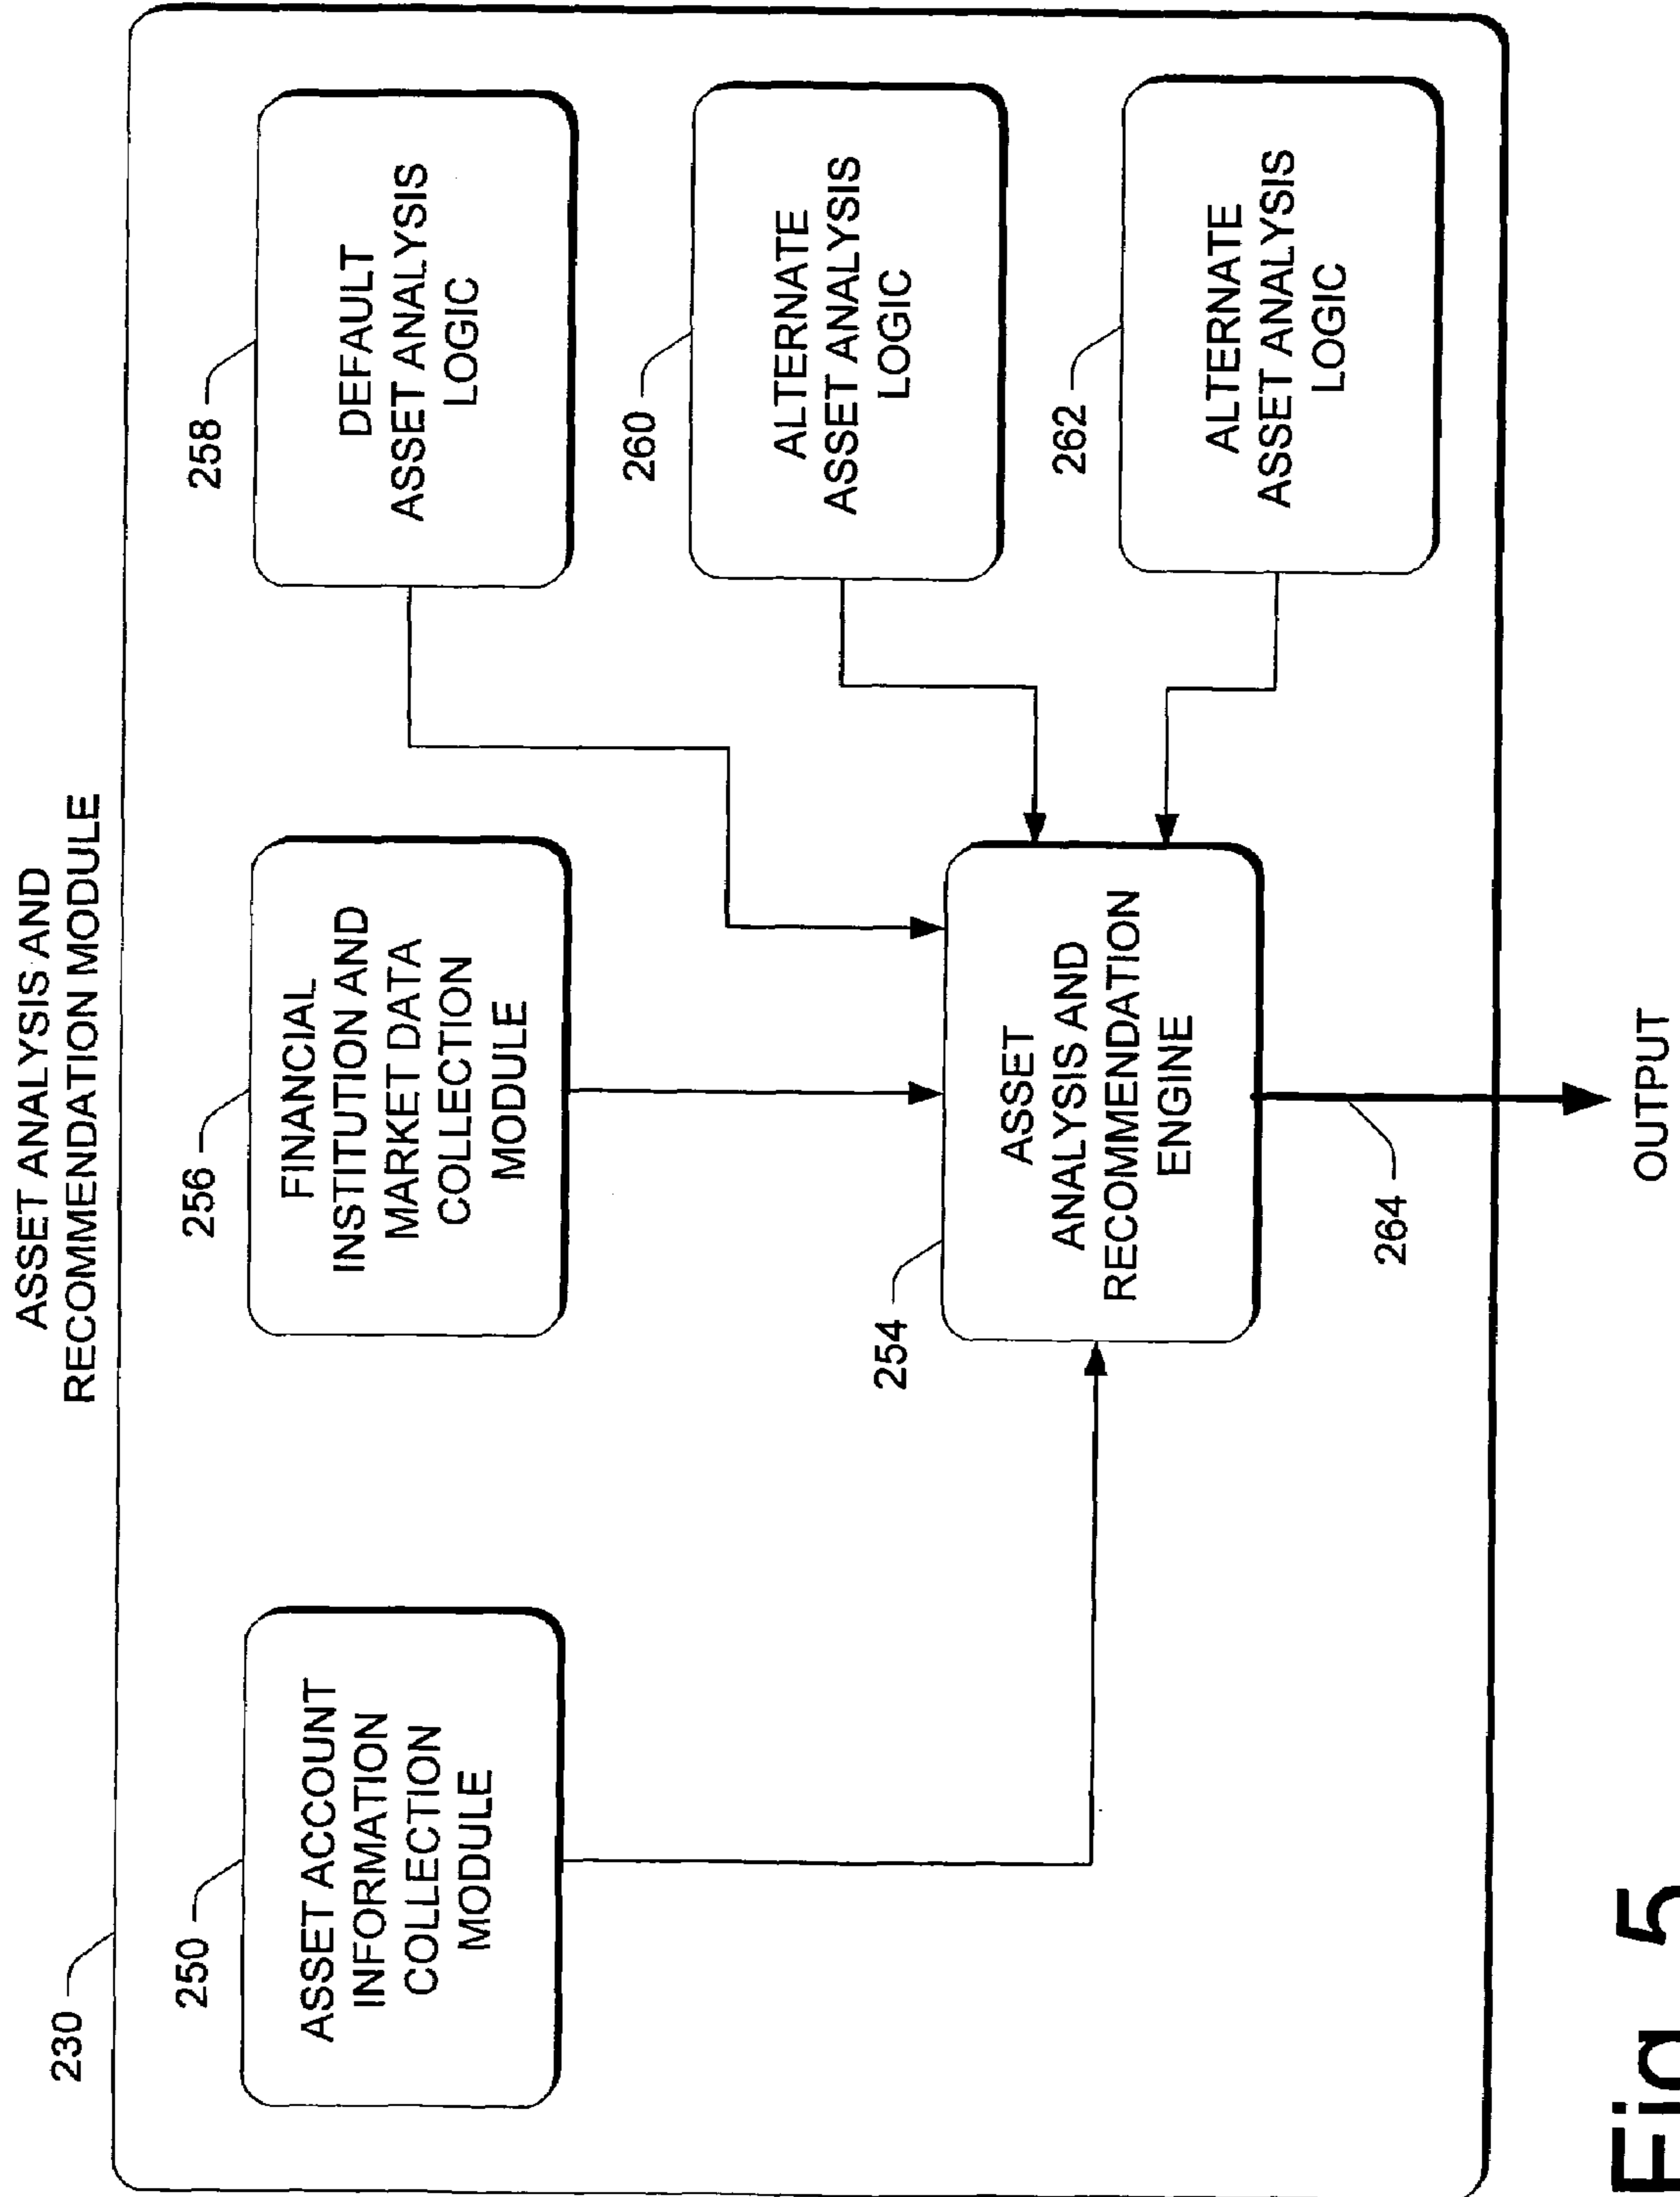 ASSET ANALYSIS AND
RECOMMENDATION MODULE
230
250
ASSET ACCOUNT
INFORMATION
COLLECTION
MODULE
256
FINANCIAL
INSTITUTION AND
MARKET DATA
COLLECTION
MODULE
258
DEFAULT
ASSET ANALYSIS
LOGIC
260
ALTERNATE
ASSET ANALYSIS
LOGIC
262
ALTERNATE
ASSET ANALYSIS
LOGIC
254
ASSET
ANALYSIS AND
RECOMMENDATION
ENGINE
264
OUTPUT
Fig. 5